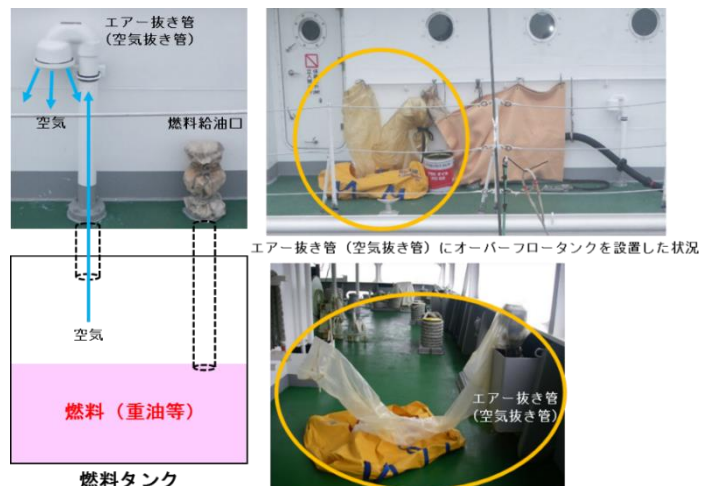 エアー抜き管
（空気抜き管）
空気
燃料給油口
エアー抜き管（空気抜き管）にオーバーフロータンクを設置した状況
空気
燃料（重油等）
エアー抜き管
（空気抜き管）
燃料タンク